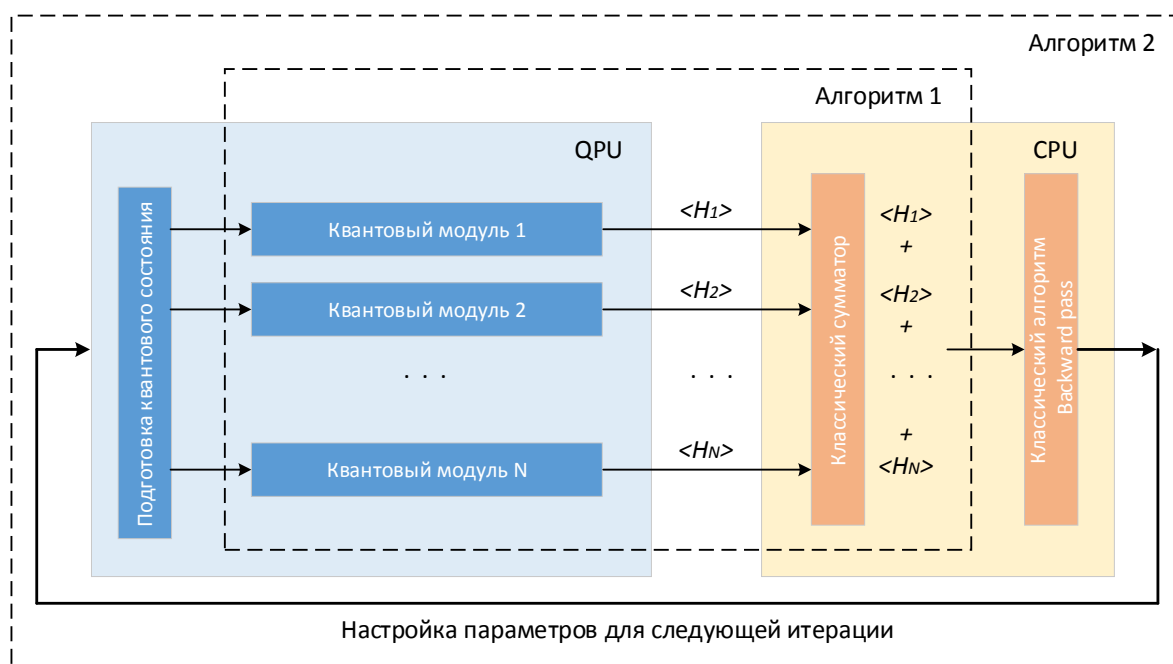 Алгоритм 2
Алгоритм 1
QPU
CPU
Подготовка квантового состояния
Квантовый модуль 1
<H1>
Квантовый модуль 2
<H2>
. . .
. . .
Квантовый модуль N
<HN>
Классический сумматор
<H1>
+
<H2>
+
. . .
+
<HN>
Классический алгоритм
Backward pass
Настройка параметров для следующей итерации